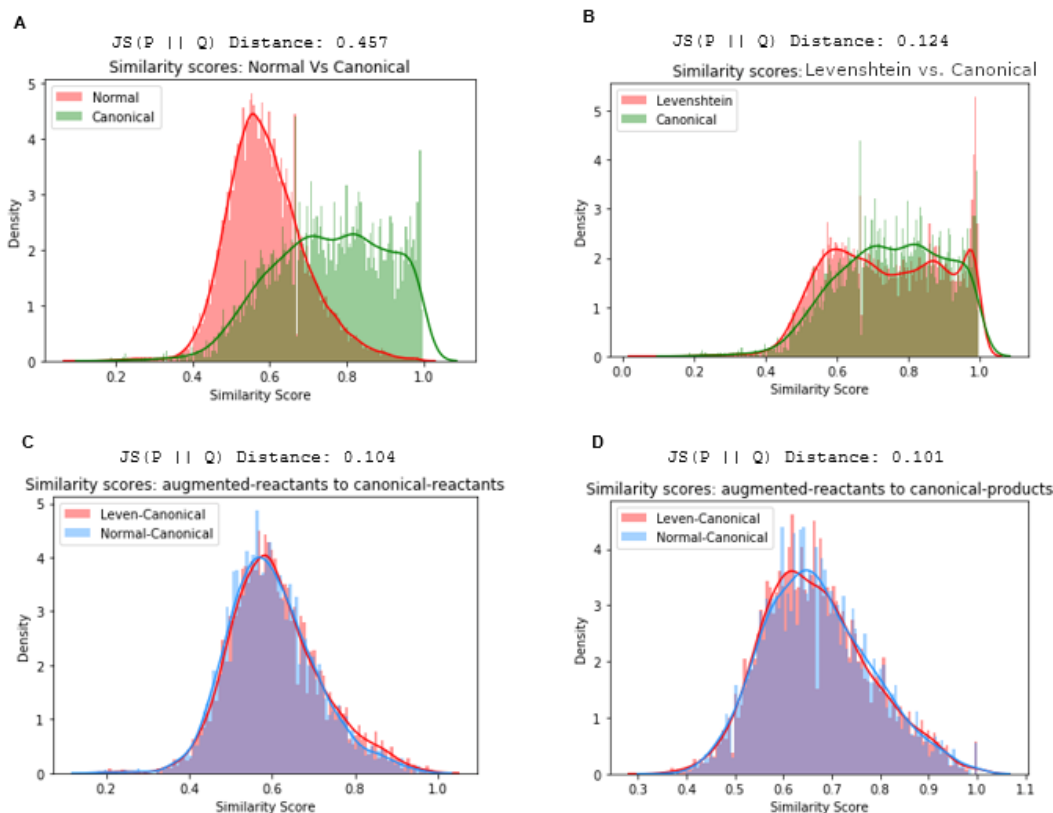 A
JS(P || Q) Distance: 0.457
Similarity scores: Normal Vs Canonical
Normal
Canonical
5
4
3
2
1
0
Density
0.2 0.4 0.6 0.8 1.0
Similarity Score
B
JS(P || Q) Distance: 0.124
Similarity scores: Levenshtein vs. Canonical
Levenshtein
Canonical
5
4
3
2
1
0
Density
0.0 0.2 0.4 0.6 0.8 1.0
Similarity Score
C
JS(P || Q) Distance: 0.104
Similarity scores: augmented-reactants to canonical-reactants
Leven-Canonical
Normal-Canonical
5
4
3
2
1
0
Density
0.2 0.4 0.6 0.8 1.0
Similarity Score
D
JS(P || Q) Distance: 0.101
Similarity scores: augmented-reactants to canonical-products
Leven-Canonical
Normal-Canonical
4
3
2
1
0
Density
0.3 0.4 0.5 0.6 0.7 0.8 0.9 1.0 1.1
Similarity Score